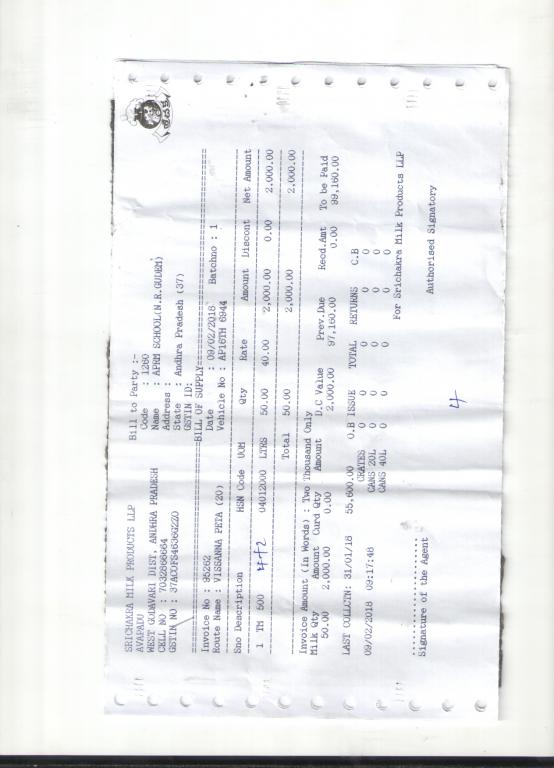 SRICHAKRA MILK PRODUCTS LLP
AVAPADU
WEST GODAVARI DIST. ANDHRA PRADESH
CELL NO : 7032866664
GSTIN NO : 37ACOFS4636G2ZO
Bill to Party :-
Code : 1260
Name : APRM SCHOOL(N.R.GUDEM)
Address :
State : Andhra Pradesh (37)
GSTIN ID:
BILL OF SUPPLY
Invoice No : 95262 Date : 09/02/2018 Batchno : 1
Route Name : VISSANNA PETA (20) Vehicle No : AP16TH 6944
Sno Description HSN Code UOM Qty Rate Amount Discont Net Amount
1 TM 500 4+2 04012000 LTRS 50.00 40.00 2,000.00 0.00 2,000.00
Total 50.00 2,000.00 2,000.00
Invoice Amount (In Words) : Two Thousand Only
Milk Qty Amount Curd Qty Amount D.C Value Prev.Due Recd.Amt To be Paid
50.00 2,000.00 0.00 2,000.00 97,160.00 0.00 99,160.00
LAST COLLCTN: 31/01/18 55,600.00 O.B ISSUE TOTAL RETURNS C.B
CRATES 0 0 0 0
09/02/2018 09:17:48 CANS 20L 0 0 0 0
CANS 40L 0 0 0 0
For Srichakra Milk Products LLP
4
Signature of the Agent Authorised Signatory